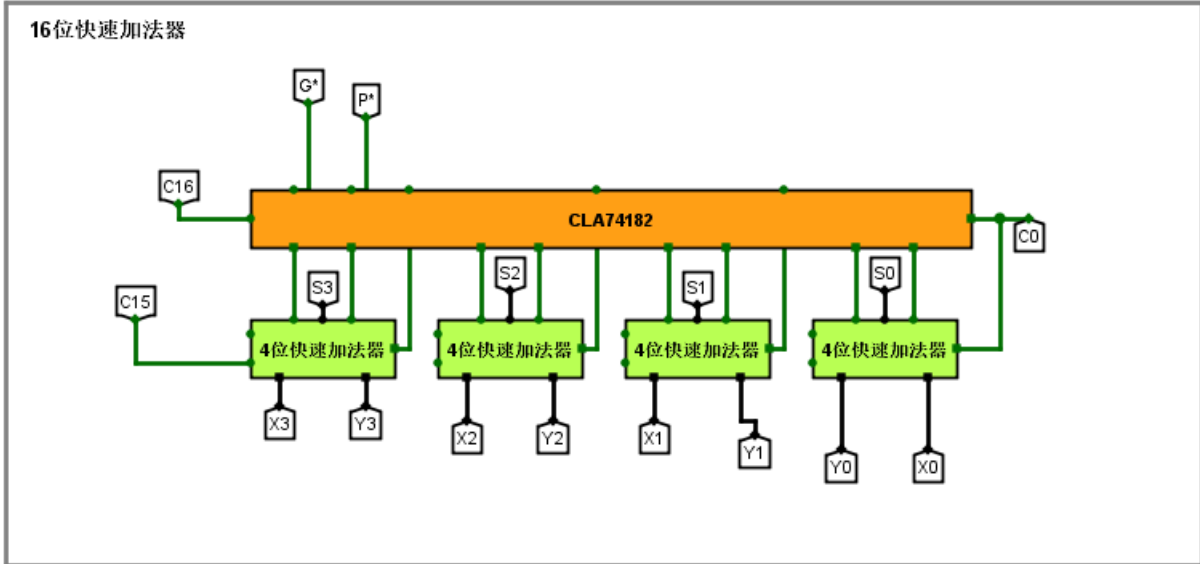 16位快速加法器
G*
P*
C16
CLA74182
C0
C15
S3
S2
S1
S0
4位快速加法器
4位快速加法器
4位快速加法器
4位快速加法器
X3
Y3
X2
Y2
X1
Y1
Y0
X0